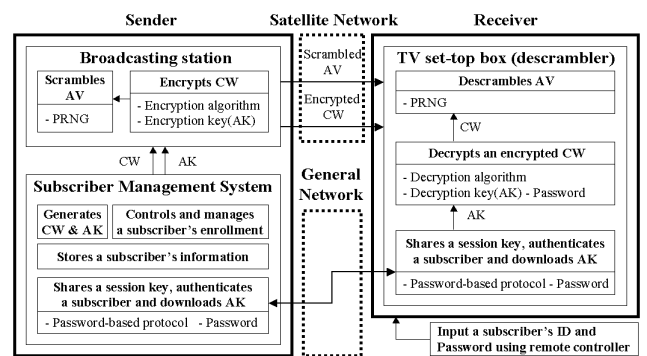 Sender
Satellite Network
Receiver
Broadcasting station
Scrambles
AV
- PRNG
Encrypts CW
- Encryption algorithm
- Encryption key(AK)
CW
AK
Subscriber Management System
Generates
CW & AK
Controls and manages
a subscriber's enrollment
Stores a subscriber's information
Shares a session key, authenticates
a subscriber and downloads AK
- Password-based protocol - Password
Scrambled
AV
Encrypted
CW
General
Network
TV set-top box (descrambler)
Descrambles AV
- PRNG
CW
Decrypts an encrypted CW
- Decryption algorithm
- Decryption key(AK) - Password
AK
Shares a session key, authenticates
a subscriber and downloads AK
- Password-based protocol - Password
Input a subscriber's ID and
Password using remote controller